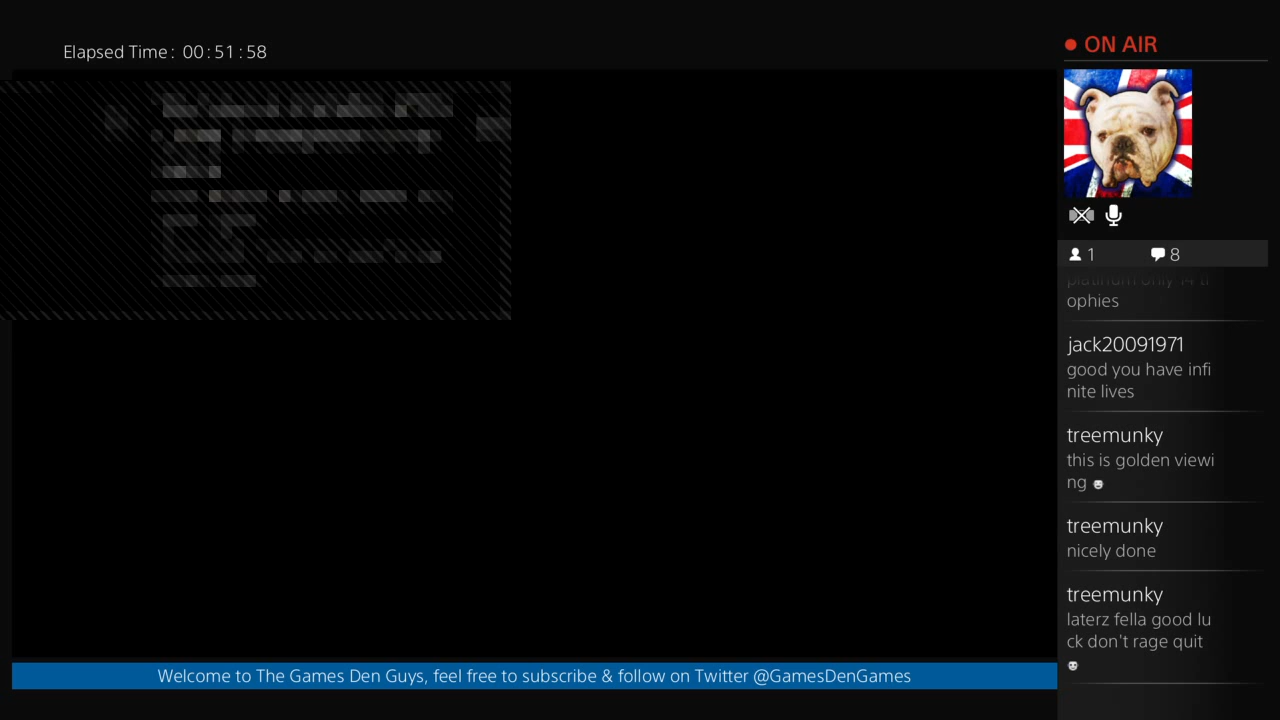 Elapsed Time: 00:51:58
ON AIR
1 8
ophies
jack20091971
good you have infi
nite lives
treemunky
this is golden viewi
ng
treemunky
nicely done
treemunky
laterz fella good lu
ck don't rage quit
Welcome to The Games Den Guys, feel free to subscribe & follow on Twitter @GamesDenGames